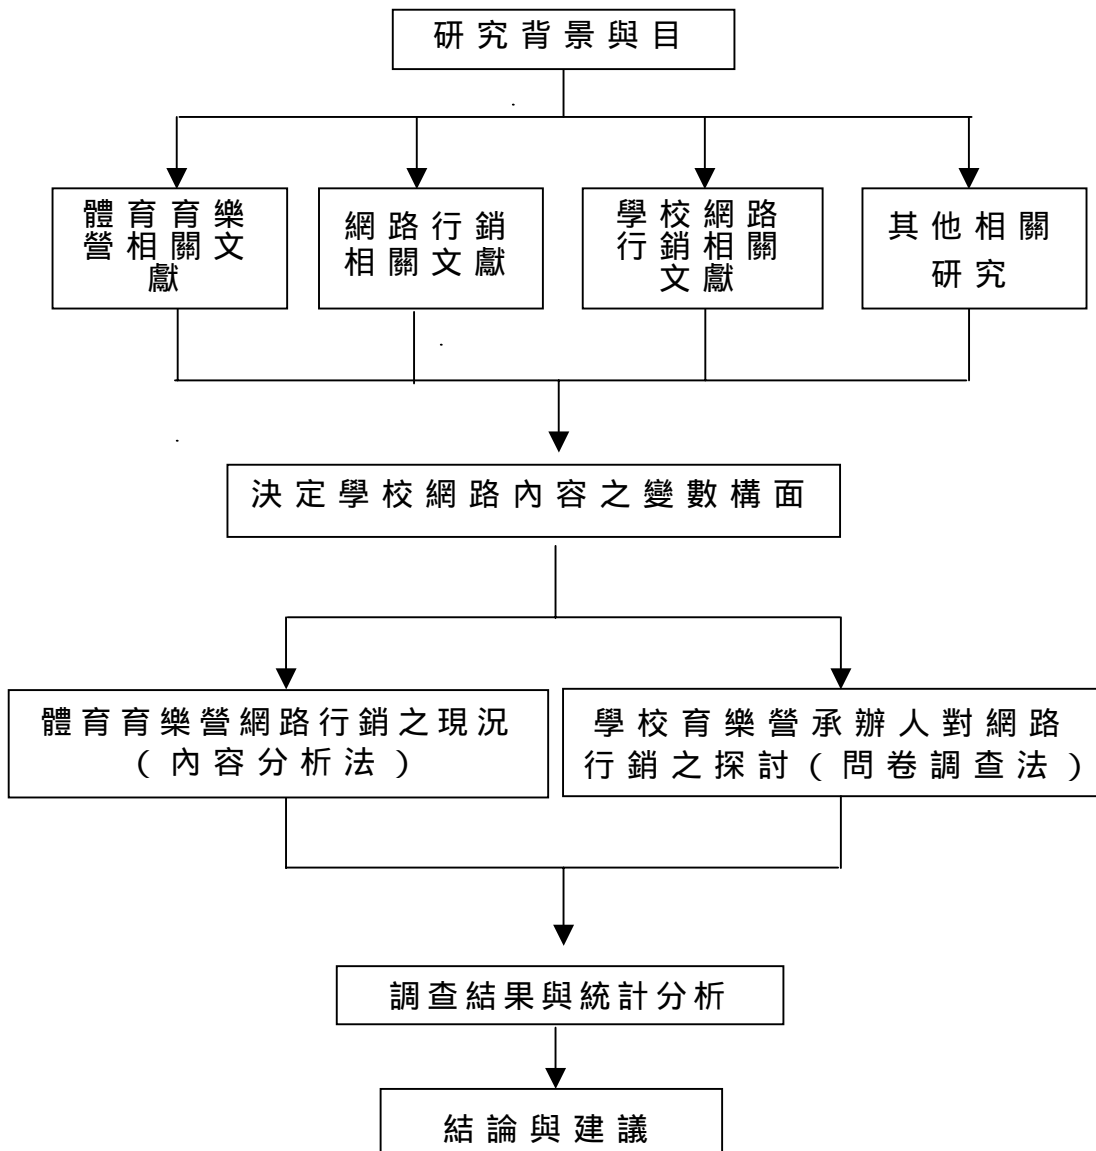 研究背景與目
體育育樂
營相關文
獻
網路行銷
相關文獻
學校網路
行銷相關
文獻
其他相關
研究
決定學校網路內容之變數構面
體育育樂營網路行銷之現況
(內容分析法)
學校育樂營承辦人對網路
行銷之探討(問卷調查法)
調查結果與統計分析
結論與建議